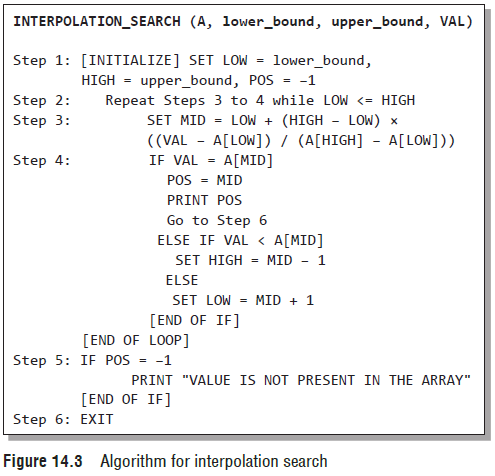 INTERPOLATION_SEARCH (A, lower_bound, upper_bound, VAL)
Step 1: [INITIALIZE] SET LOW = lower_bound,
HIGH = upper_bound, POS = –1
Step 2: Repeat Steps 3 to 4 while LOW <= HIGH
Step 3: SET MID = LOW + (HIGH – LOW) ×
((VAL – A[LOW]) / (A[HIGH] – A[LOW]))
Step 4: IF VAL = A[MID]
POS = MID
PRINT POS
Go to Step 6
ELSE IF VAL < A[MID]
SET HIGH = MID – 1
ELSE
SET LOW = MID + 1
[END OF IF]
[END OF LOOP]
Step 5: IF POS = –1
PRINT "VALUE IS NOT PRESENT IN THE ARRAY"
[END OF IF]
Step 6: EXIT
Figure 14.3 Algorithm for interpolation search